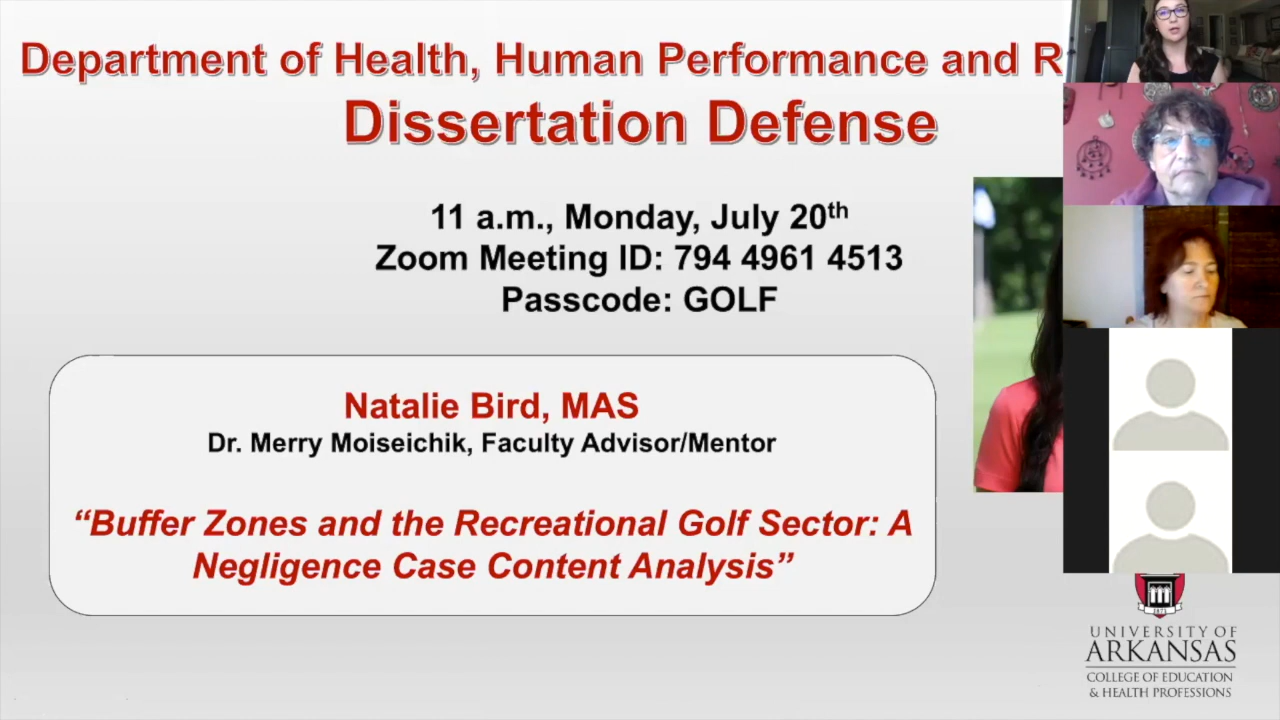 Department of Health, Human Performance and R
Dissertation Defense
11 a.m., Monday, July 20th
Zoom Meeting ID: 794 4961 4513
Passcode: GOLF
Natalie Bird, MAS
Dr. Merry Moiseichik, Faculty Advisor/Mentor
“Buffer Zones and the Recreational Golf Sector: A
Negligence Case Content Analysis”
1871
UNIVERSITY OF
ARKANSAS
COLLEGE OF EDUCATION
& HEALTH PROFESSIONS